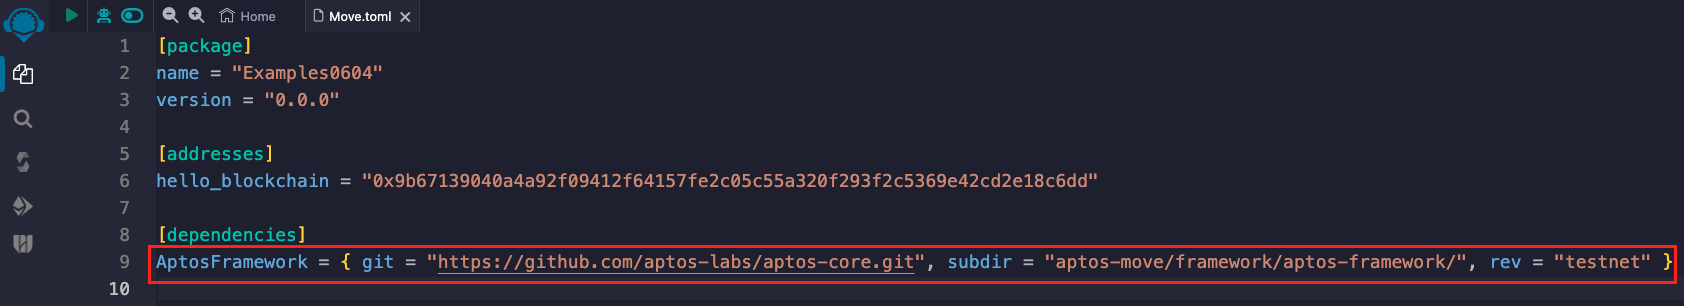 Home
Move.toml
1 [package]
2 name = "Examples0604"
3 version = "0.0.0"
4
5 [addresses]
6 hello_blockchain = "0x9b67139040a4a92f09412f64157fe2c05c55a320f293f2c5369e42cd2e18c6dd"
7
8 [dependencies]
9 AptosFramework = { git = "https://github.com/aptos-labs/aptos-core.git", subdir = "aptos-move/framework/aptos-framework/", rev = "testnet" }
10